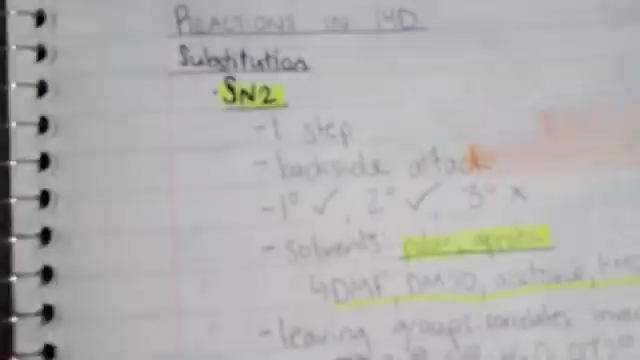 REACTIONS IN 14D
Substitution
· SN2
- 1 step
- backside attack
- 1° ✓, 2° ✓, 3° x
- solvents: polar, aprotic
↳ DMF, DMSO, acetone,
- leaving groups: